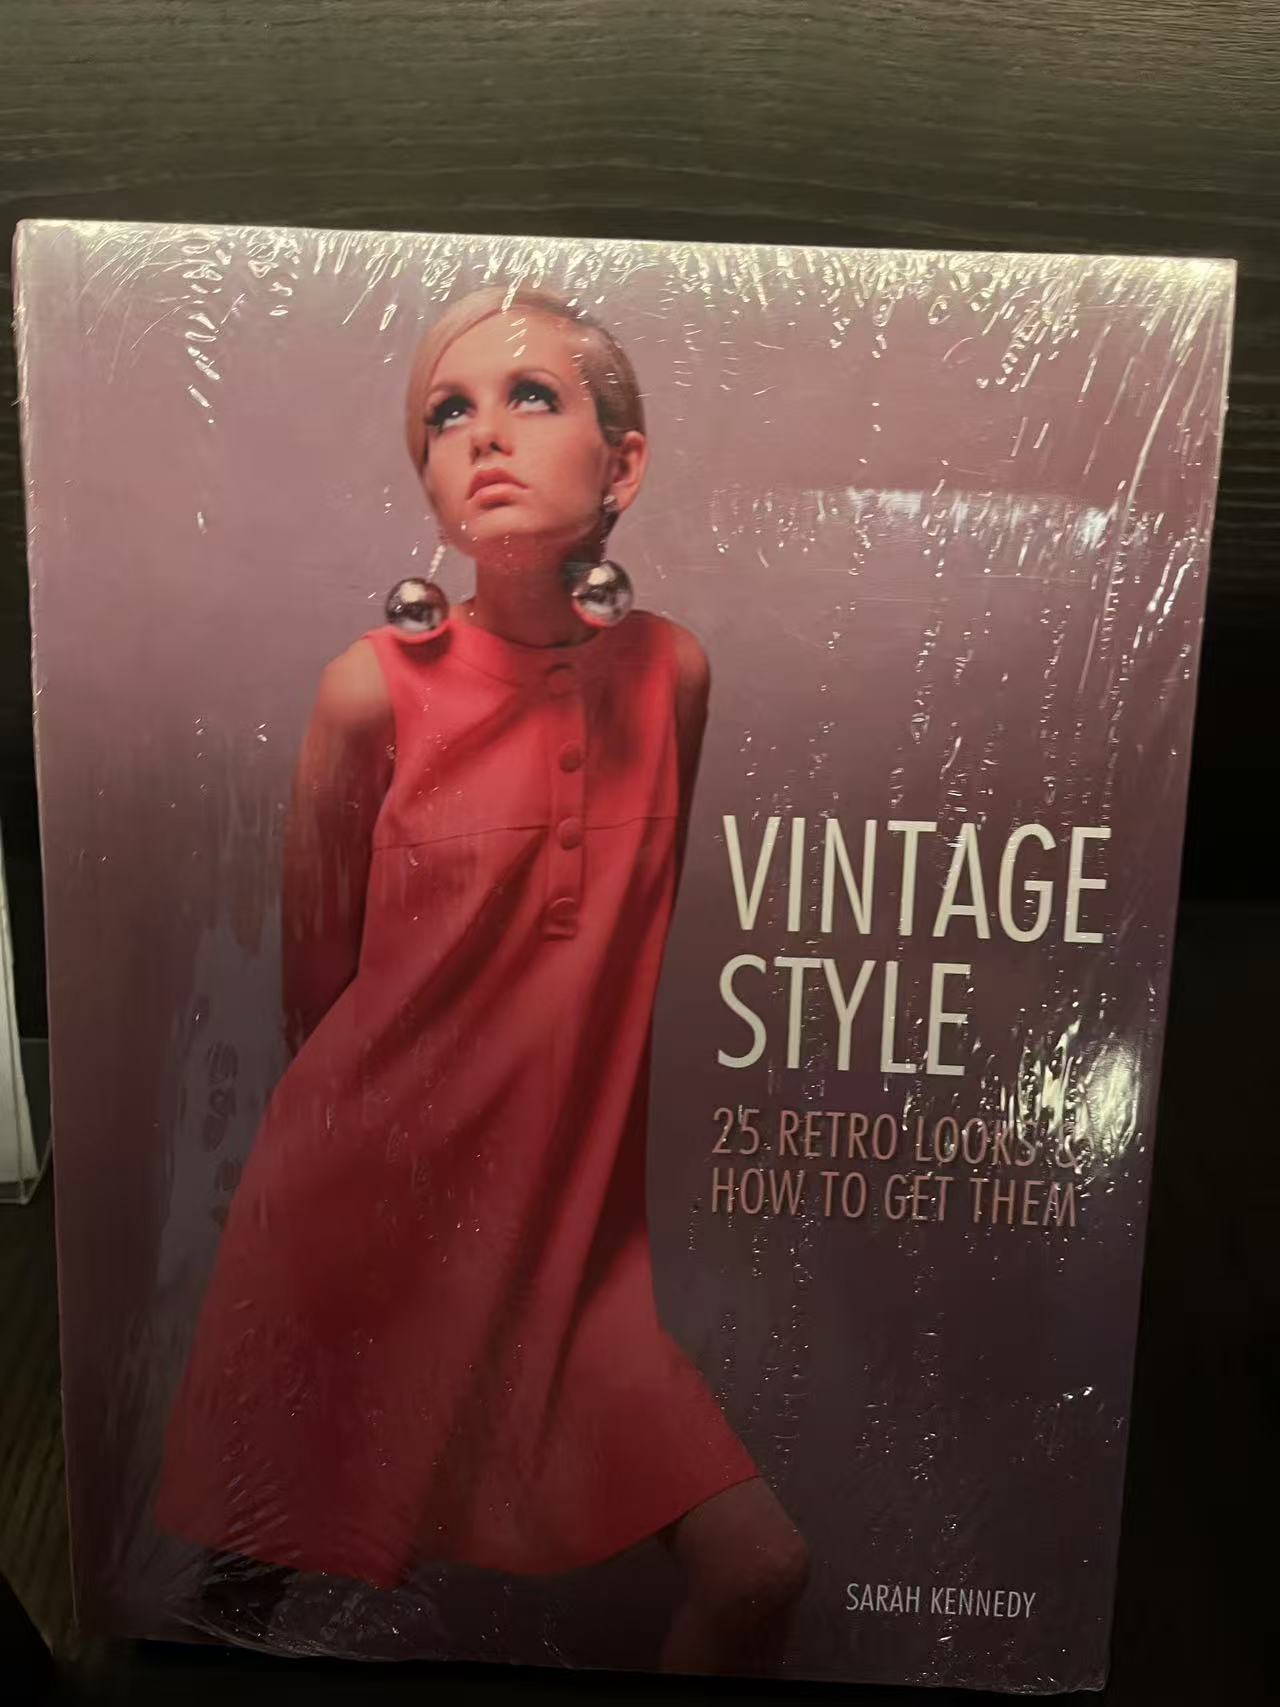 VINTAGE
STYLE
25 RETRO LOOKS &
HOW TO GET THEM
SARAH KENNEDY